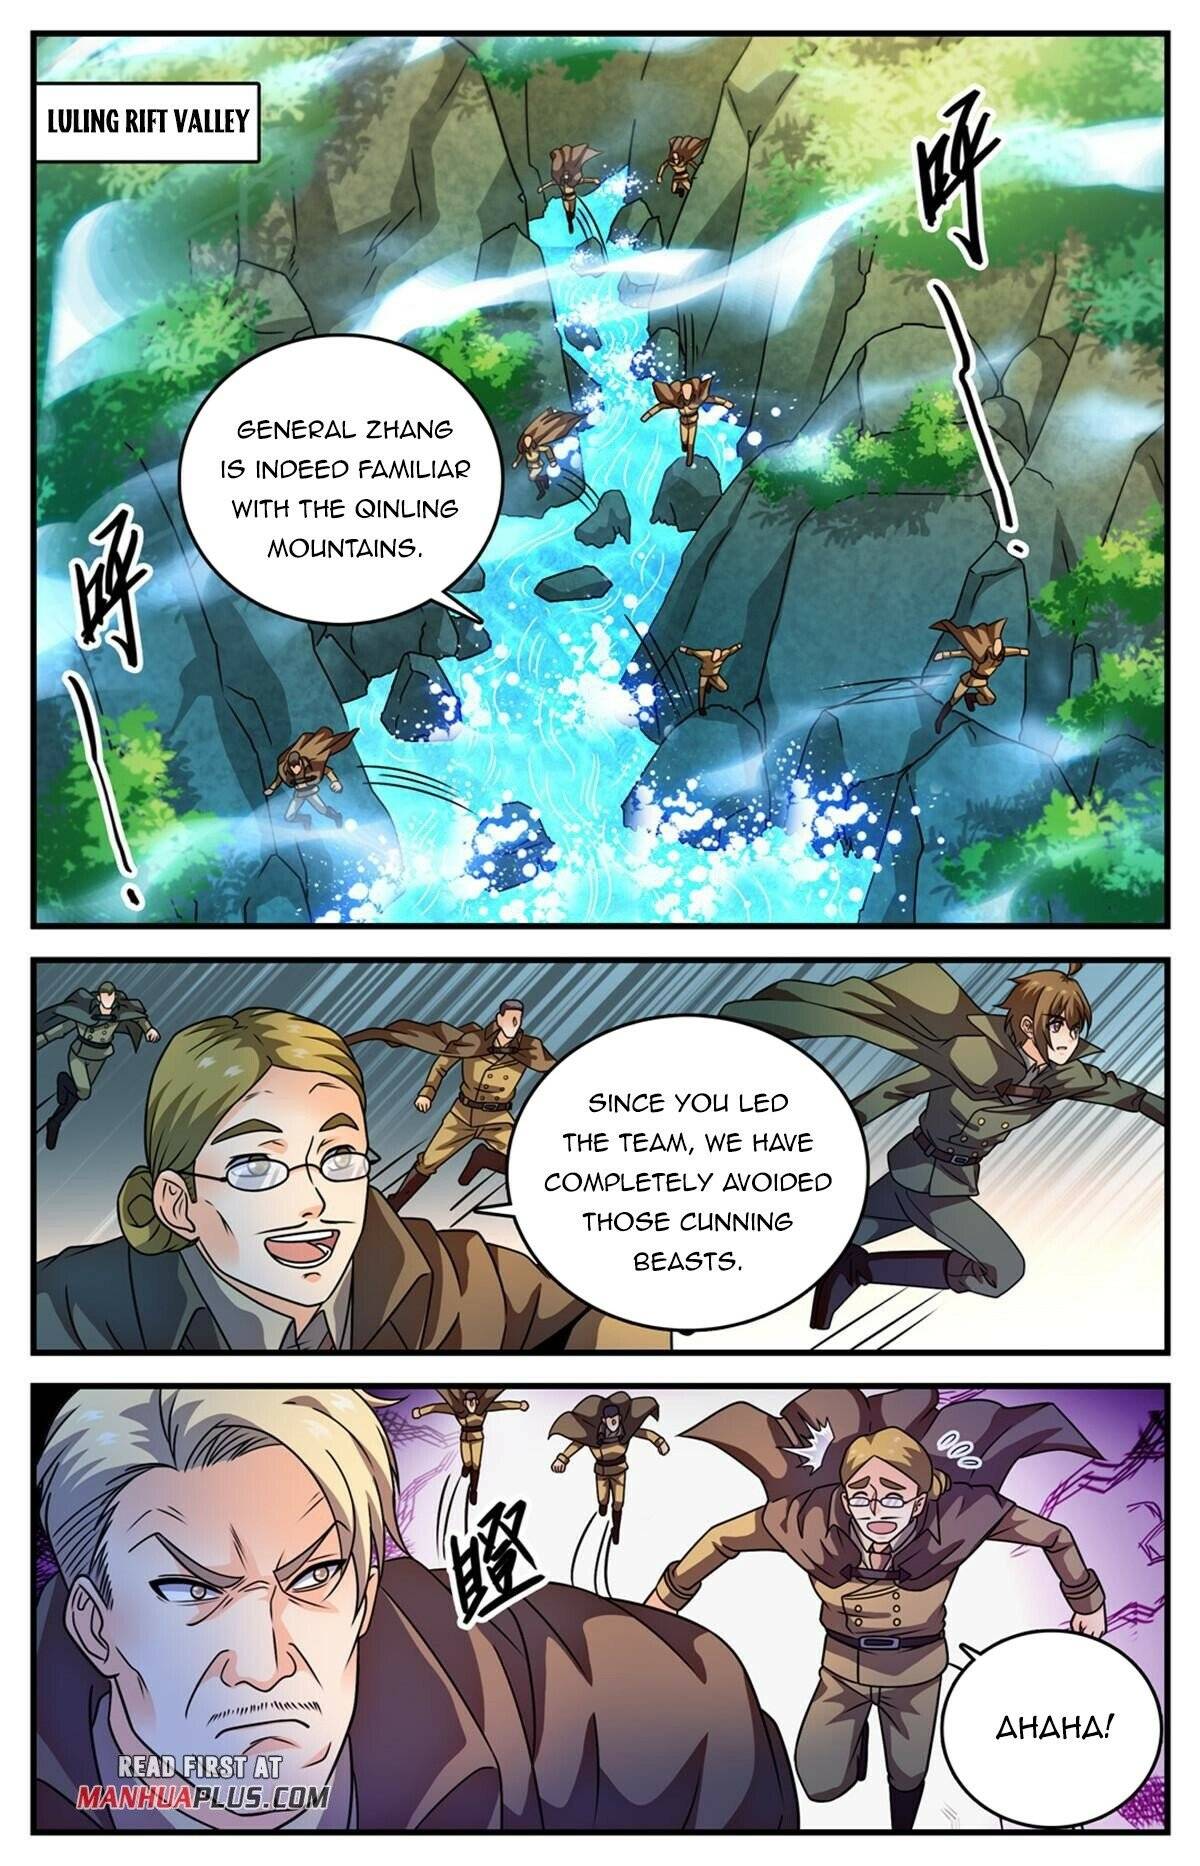 LULING RIFT VALLEY
呼
GENERAL ZHANG
IS INDEED FAMILIAR
WITH THE QINLING
MOUNTAINS.
呼
SINCE YOU LED
THE TEAM, WE HAVE
COMPLETELY AVOIDED
THOSE CUNNING
BEASTS.
瞪
AHAHA!
READ FIRST AT
MANHUAPLUS.COM